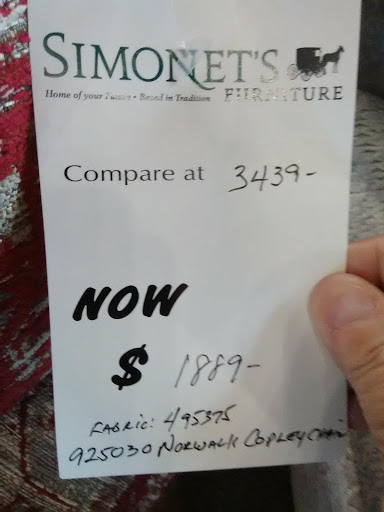 SIMONET'S
Home of your Future • Based in Tradition FURNITURE
Compare at 3439-
NOW
$ 1889-
FABRIC: 495375
925030 NORWALK COPLEY CHAIR